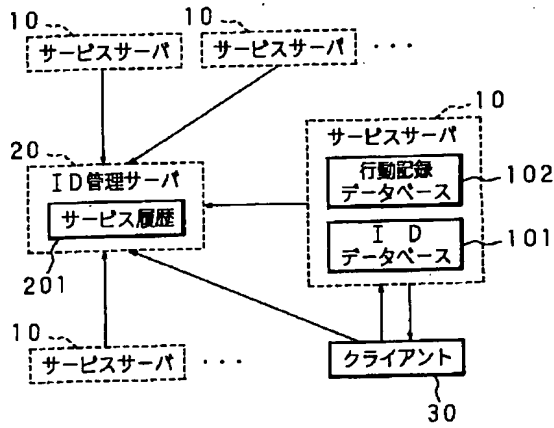 10
10
サービスサーバ
サービスサーバ
・・・
10
サービスサーバ
20
ID管理サーバ
行動記録
データベース
102
サービス履歴
I D
データベース
101
201
10
サービスサーバ
・・・
クライアント
30